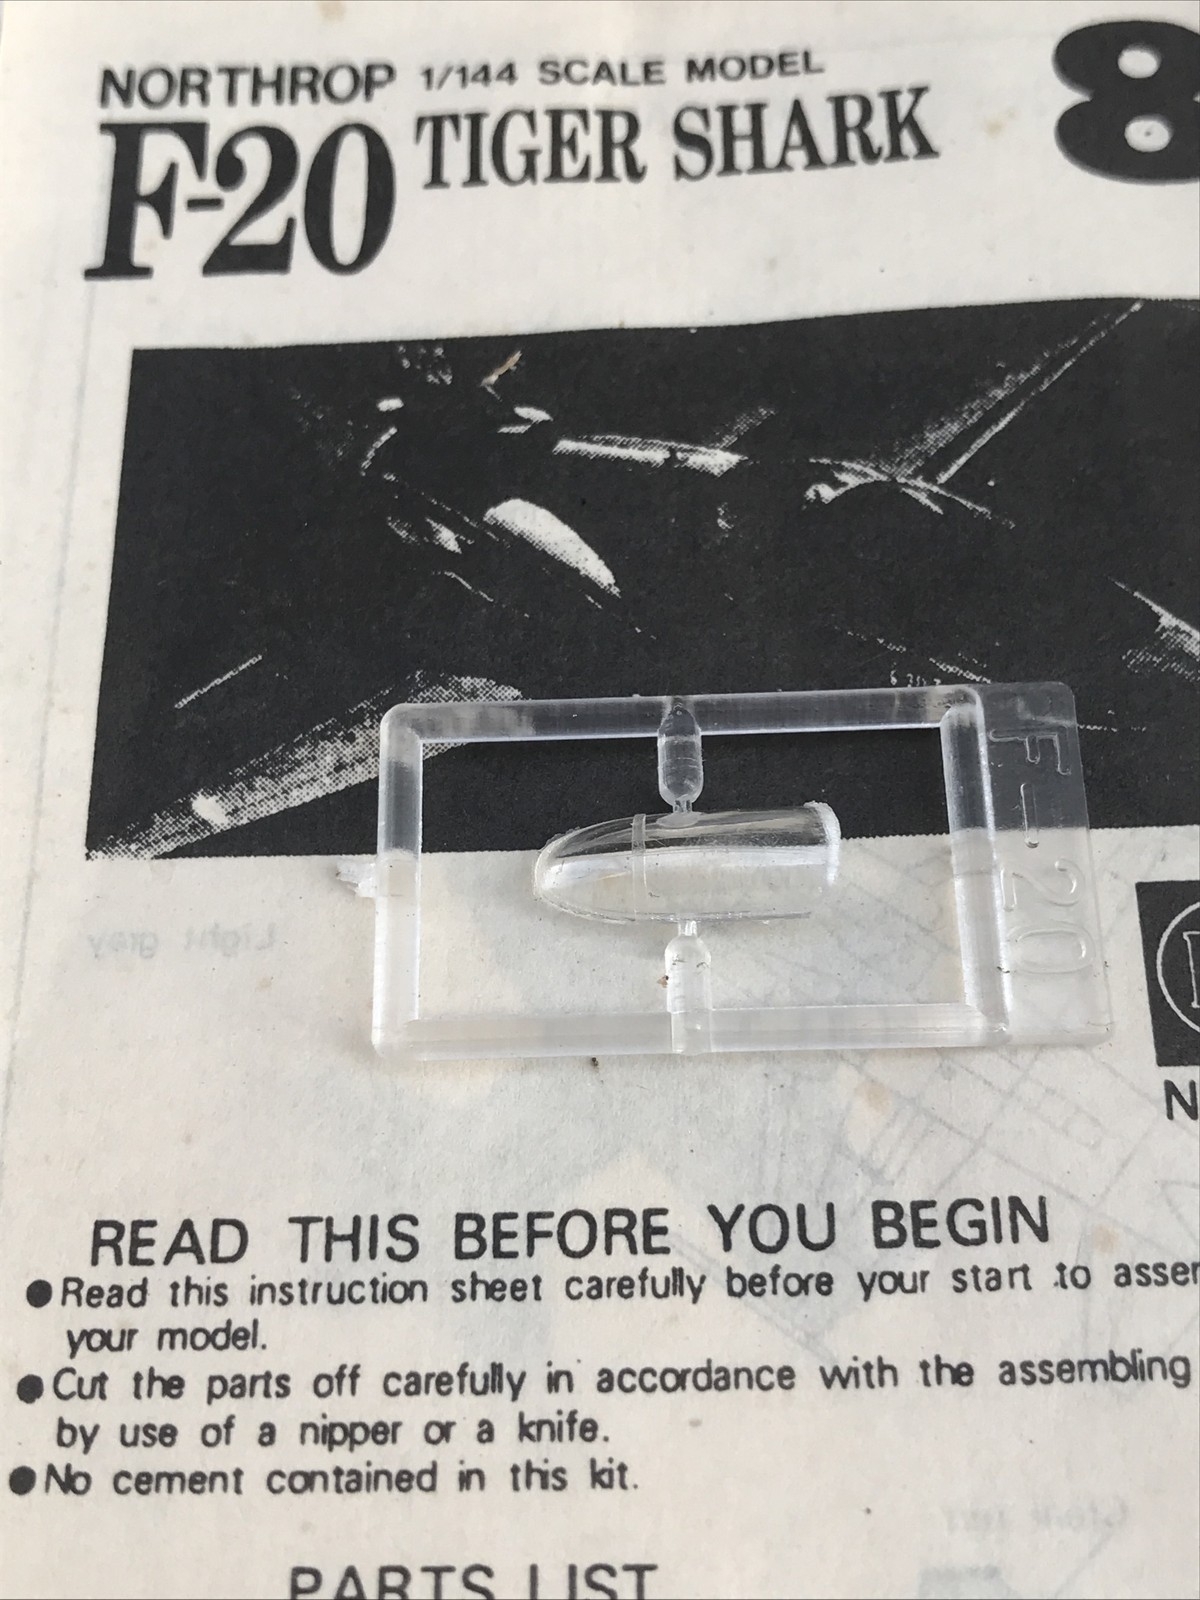 NORTHROP 1/144 SCALE MODEL
F-20 TIGER SHARK
8
F-20
Light gray
N
READ THIS BEFORE YOU BEGIN
●Read this instruction sheet carefully before your start to asser
your model.
●Cut the parts off carefully in accordance with the assembling
by use of a nipper or a knife.
●No cement contained in this kit.
PARTS LIST